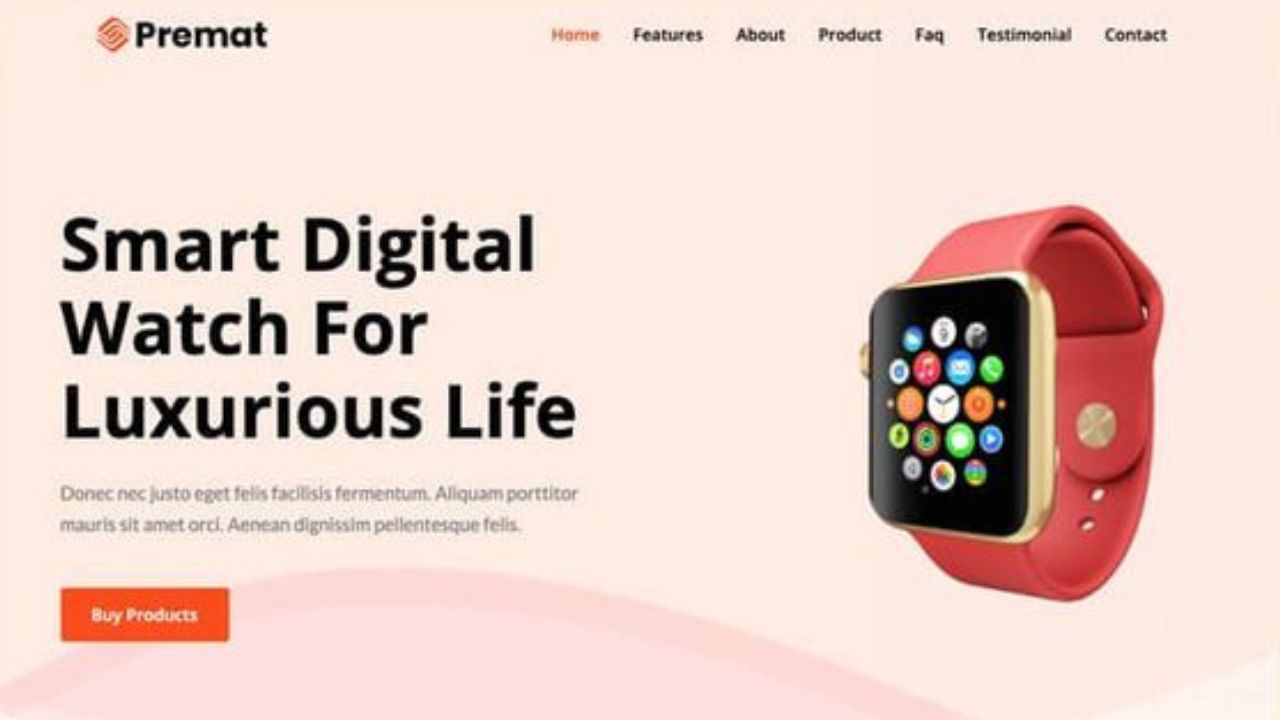 Premat
Home Features About Product Faq Testimonial Contact
Smart Digital
Watch For
Luxurious Life
Donec nec justo eget felis facilisis fermentum. Aliquam porttitor
mauris sit amet orci. Aenean dignissim pellentesque felis.
Buy Products
9